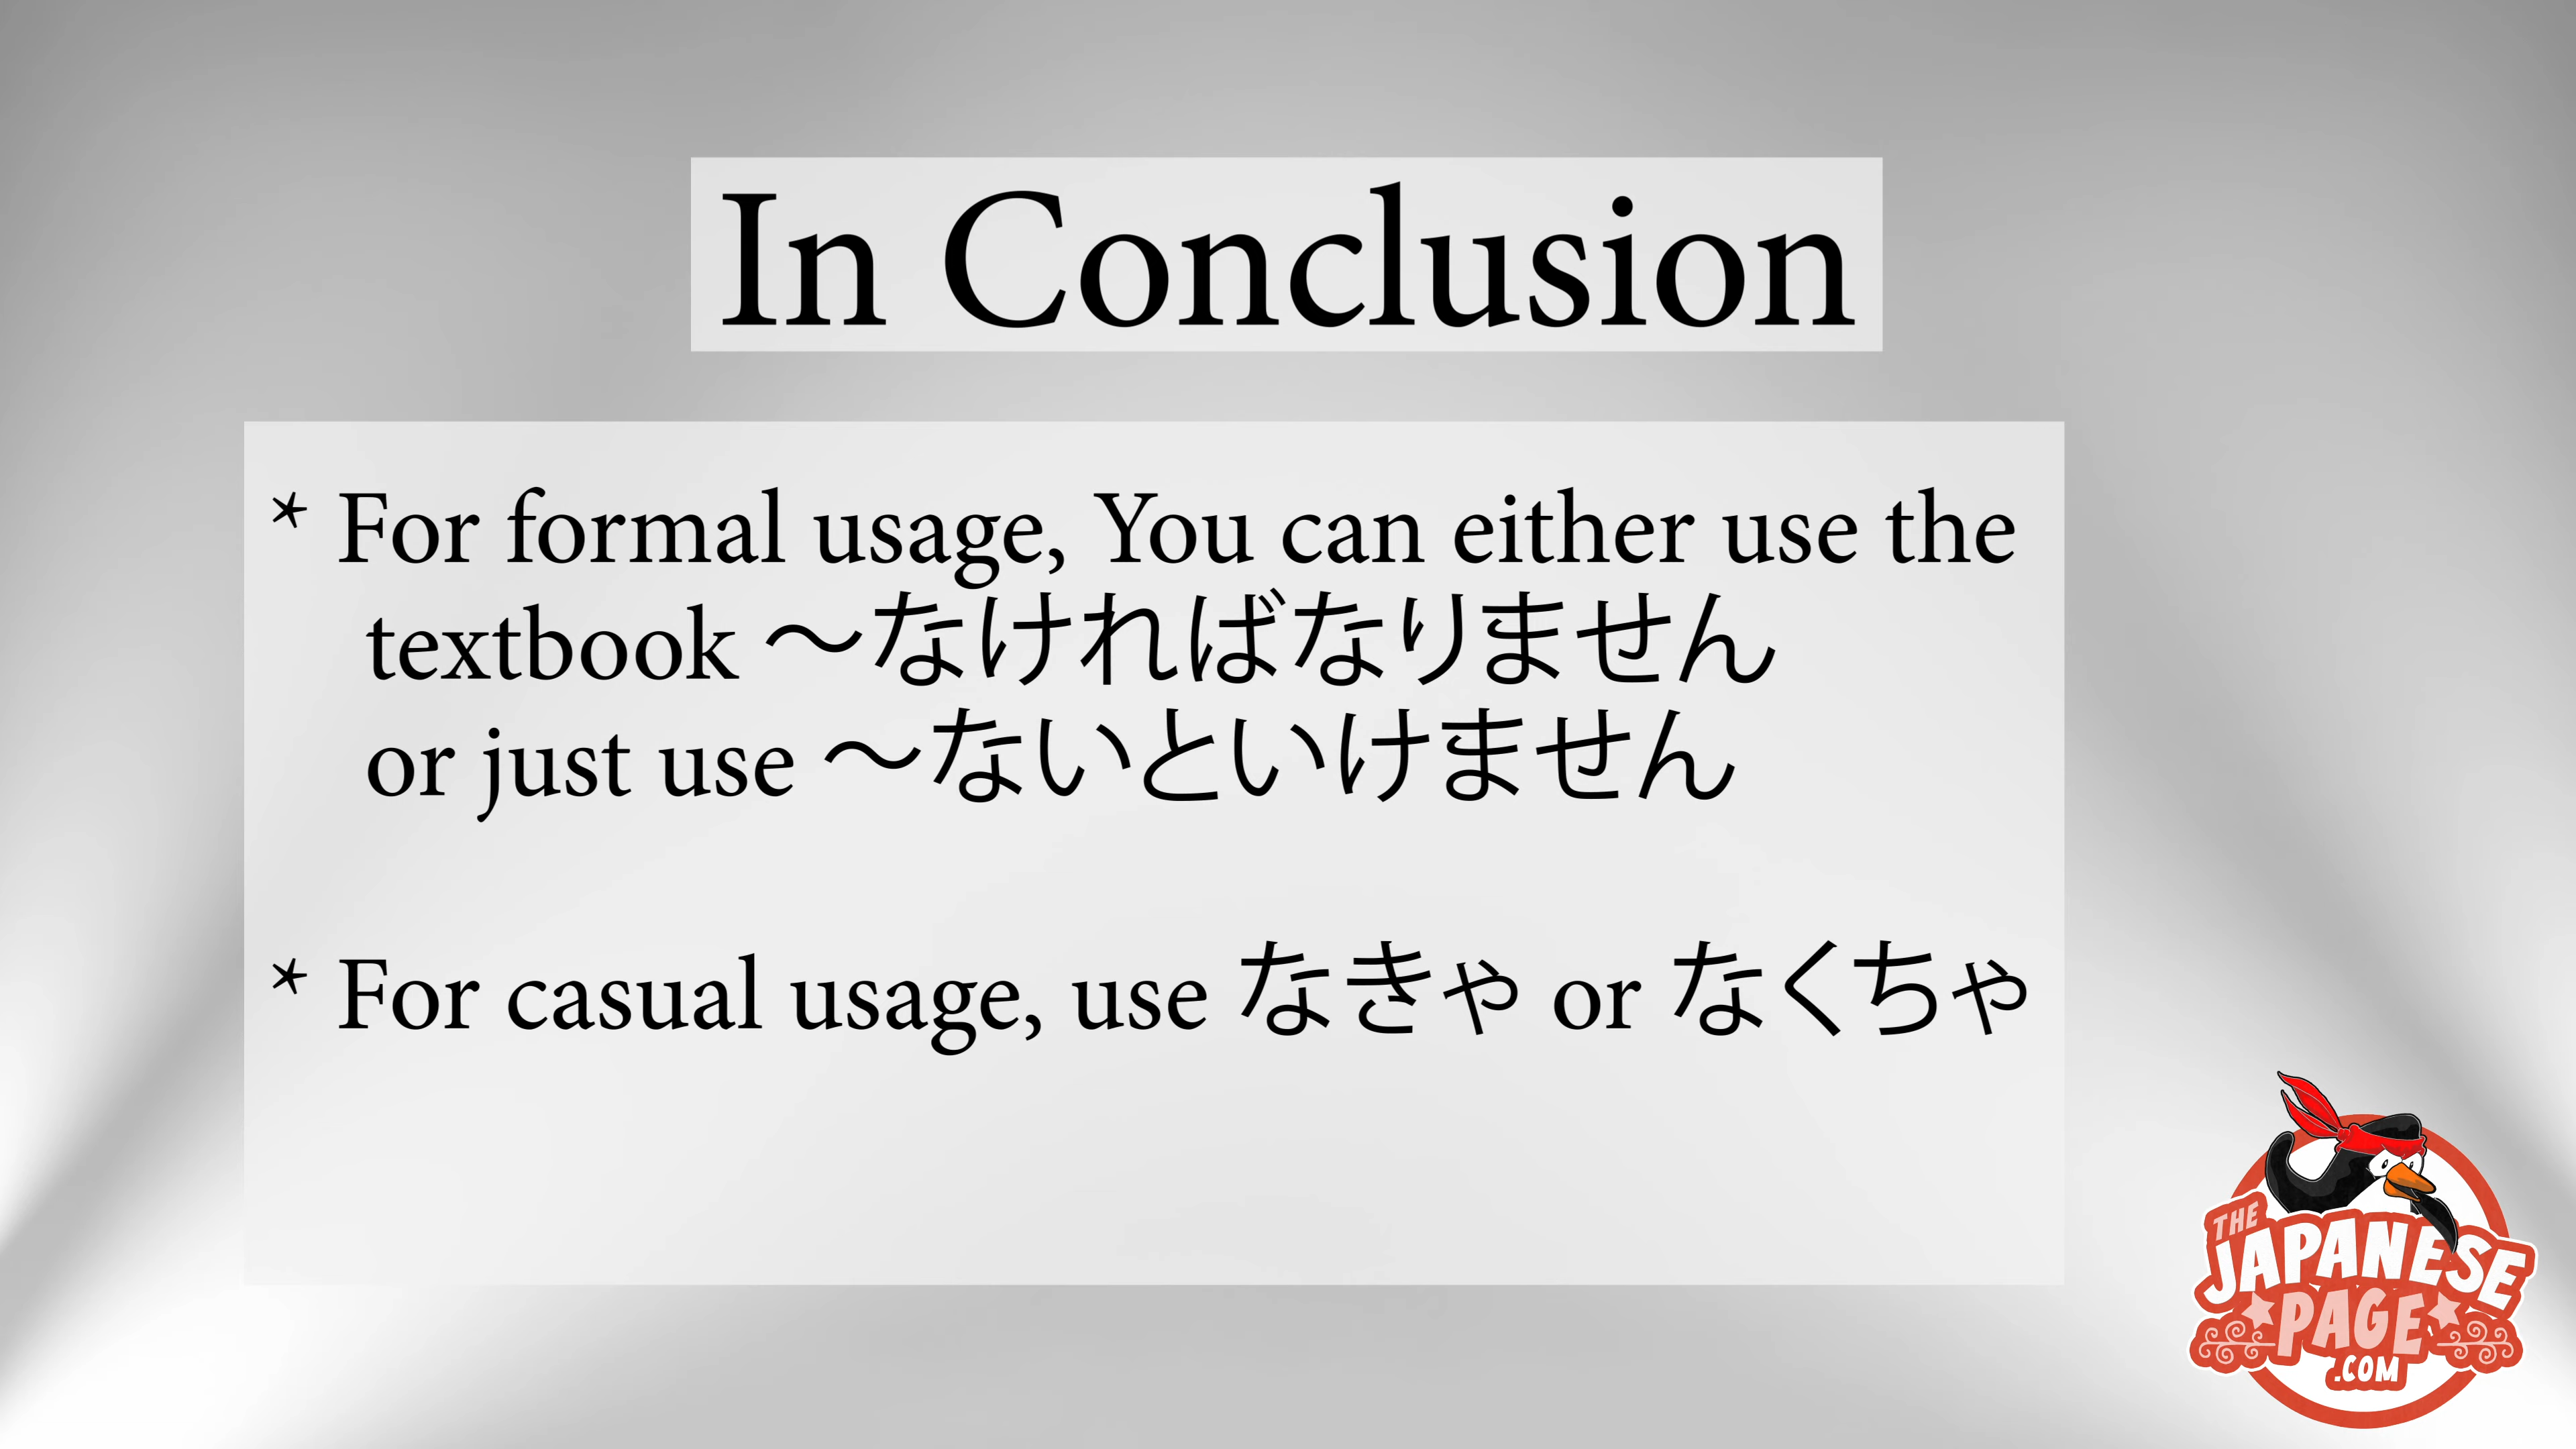 In Conclusion
* For formal usage, You can either use the
textbook ～なければなりません
or just use ～ないといけません
* For casual usage, use なきゃ or なくちゃ
THE
JAPANESE
PAGE
.COM